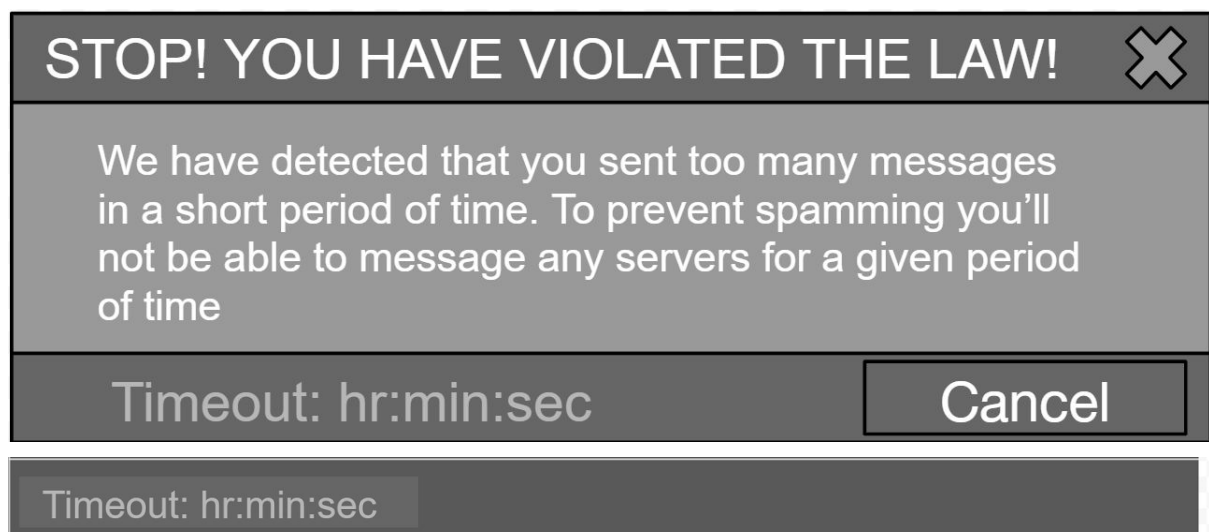 STOP! YOU HAVE VIOLATED THE LAW!
We have detected that you sent too many messages
in a short period of time. To prevent spamming you’ll
not be able to message any servers for a given period
of time
Timeout: hr:min:sec
Cancel
Timeout: hr:min:sec